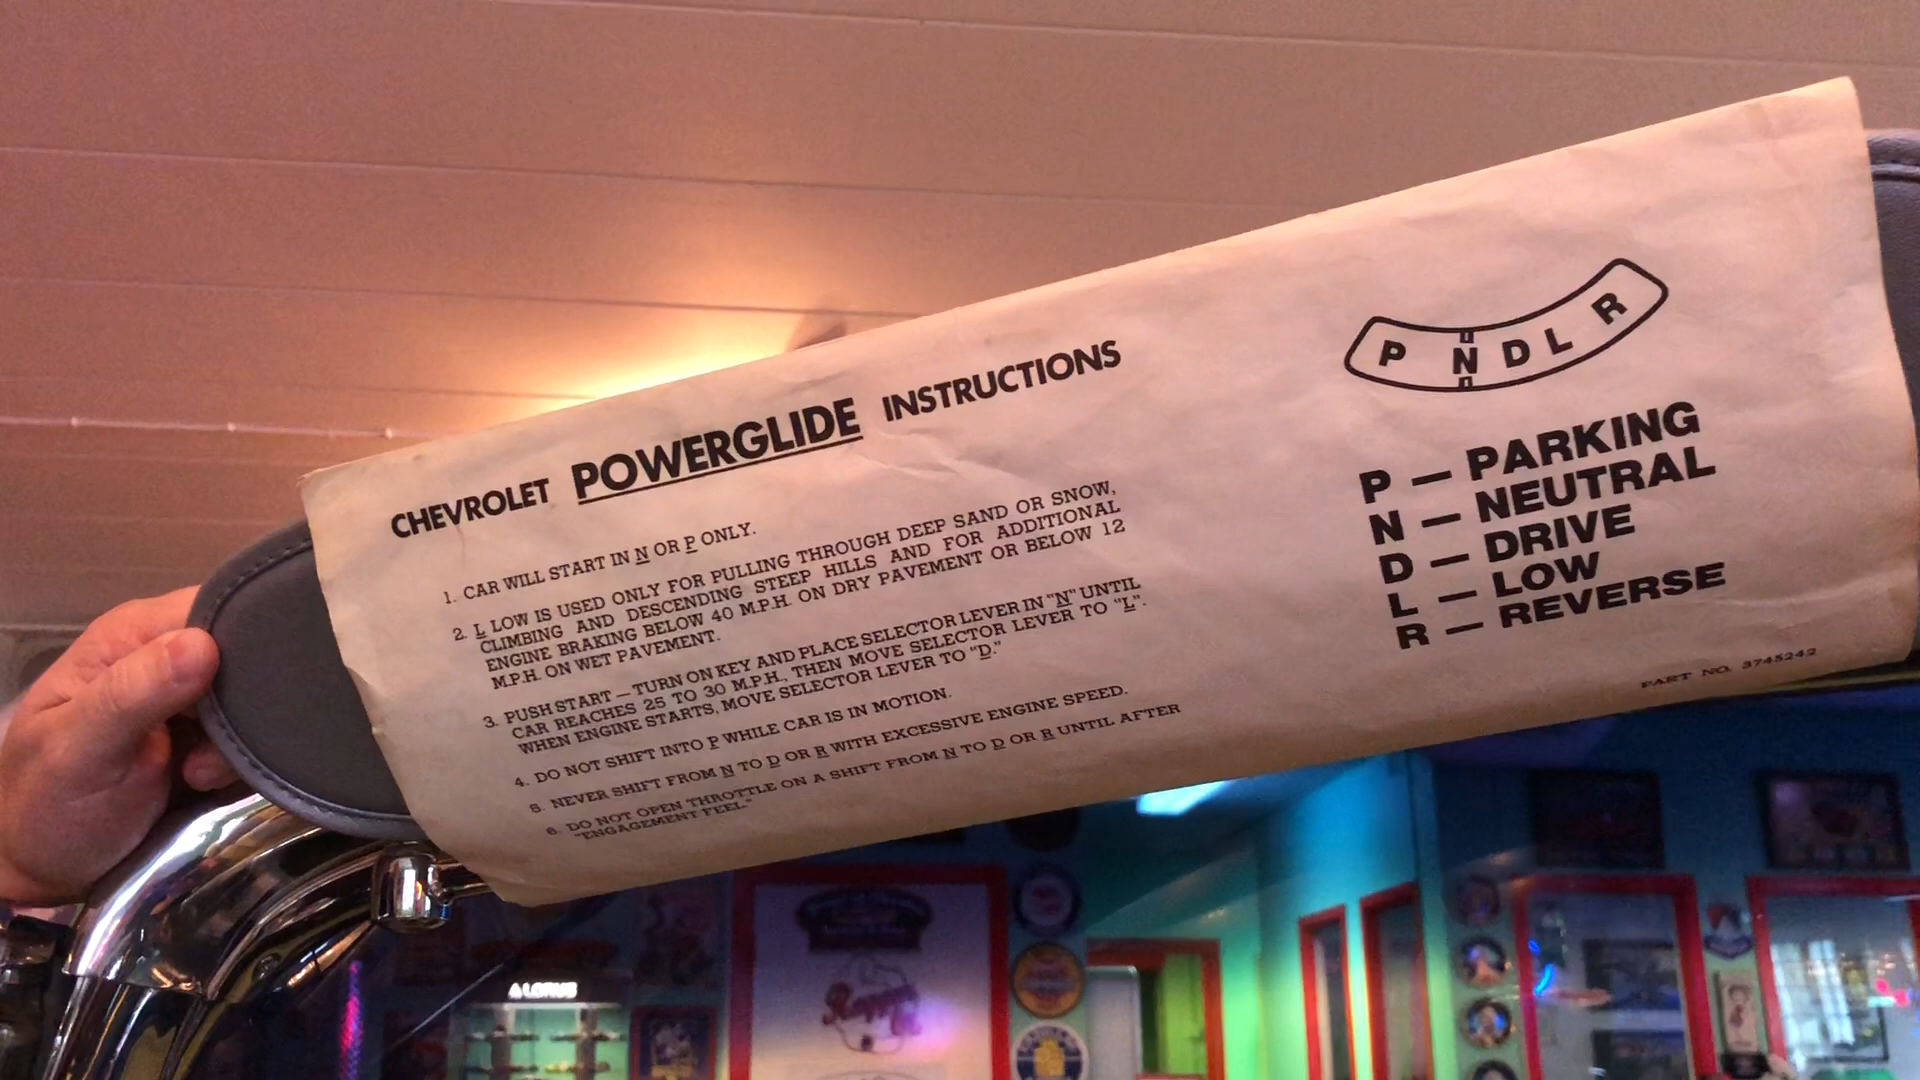 CHEVROLET POWERGLIDE INSTRUCTIONS
1. CAR WILL START IN N OR P ONLY.
2. L LOW IS USED ONLY FOR PULLING THROUGH DEEP SAND OR SNOW,
CLIMBING AND DESCENDING STEEP HILLS AND FOR ADDITIONAL
ENGINE BRAKING BELOW 40 M.P.H. ON DRY PAVEMENT OR BELOW 12
M.P.H. ON WET PAVEMENT.
3. PUSH START — TURN ON KEY AND PLACE SELECTOR LEVER IN "N" UNTIL
CAR REACHES 25 TO 30 M.P.H., THEN MOVE SELECTOR LEVER TO "L".
WHEN ENGINE STARTS, MOVE SELECTOR LEVER TO "D."
4. DO NOT SHIFT INTO P WHILE CAR IS IN MOTION.
5. NEVER SHIFT FROM N TO D OR R WITH EXCESSIVE ENGINE SPEED.
6. DO NOT OPEN THROTTLE ON A SHIFT FROM N TO D OR R UNTIL AFTER
"ENGAGEMENT FEEL."
P N D L R
P — PARKING
N — NEUTRAL
D — DRIVE
L — LOW
R — REVERSE
PART NO. 3745242